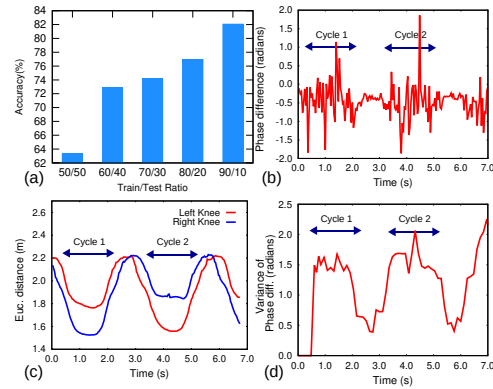 84
82
80
78
76
74
72
70
68
66
64
62
Accuracy(%)
50/50 60/40 70/30 80/20 90/10
Train/Test Ratio
(a)
2.0
1.5
1.0
0.5
-0.0
-0.5
-1.0
-1.5
-2.0
Phase difference (radians)
Cycle 1 Cycle 2
0.0 1.0 2.0 3.0 4.0 5.0 6.0 7.0
Time (s)
(b)
2.6
2.4
2.2
2.0
1.8
1.6
1.4
Euc. distance (m)
Left Knee
Right Knee
Cycle 1 Cycle 2
0.0 1.0 2.0 3.0 4.0 5.0 6.0 7.0
Time (s)
(c)
2.5
2.0
1.5
1.0
0.5
0.0
Variance of
Phase diff. (radians)
Cycle 1 Cycle 2
0.0 1.0 2.0 3.0 4.0 5.0 6.0 7.0
Time (s)
(d)